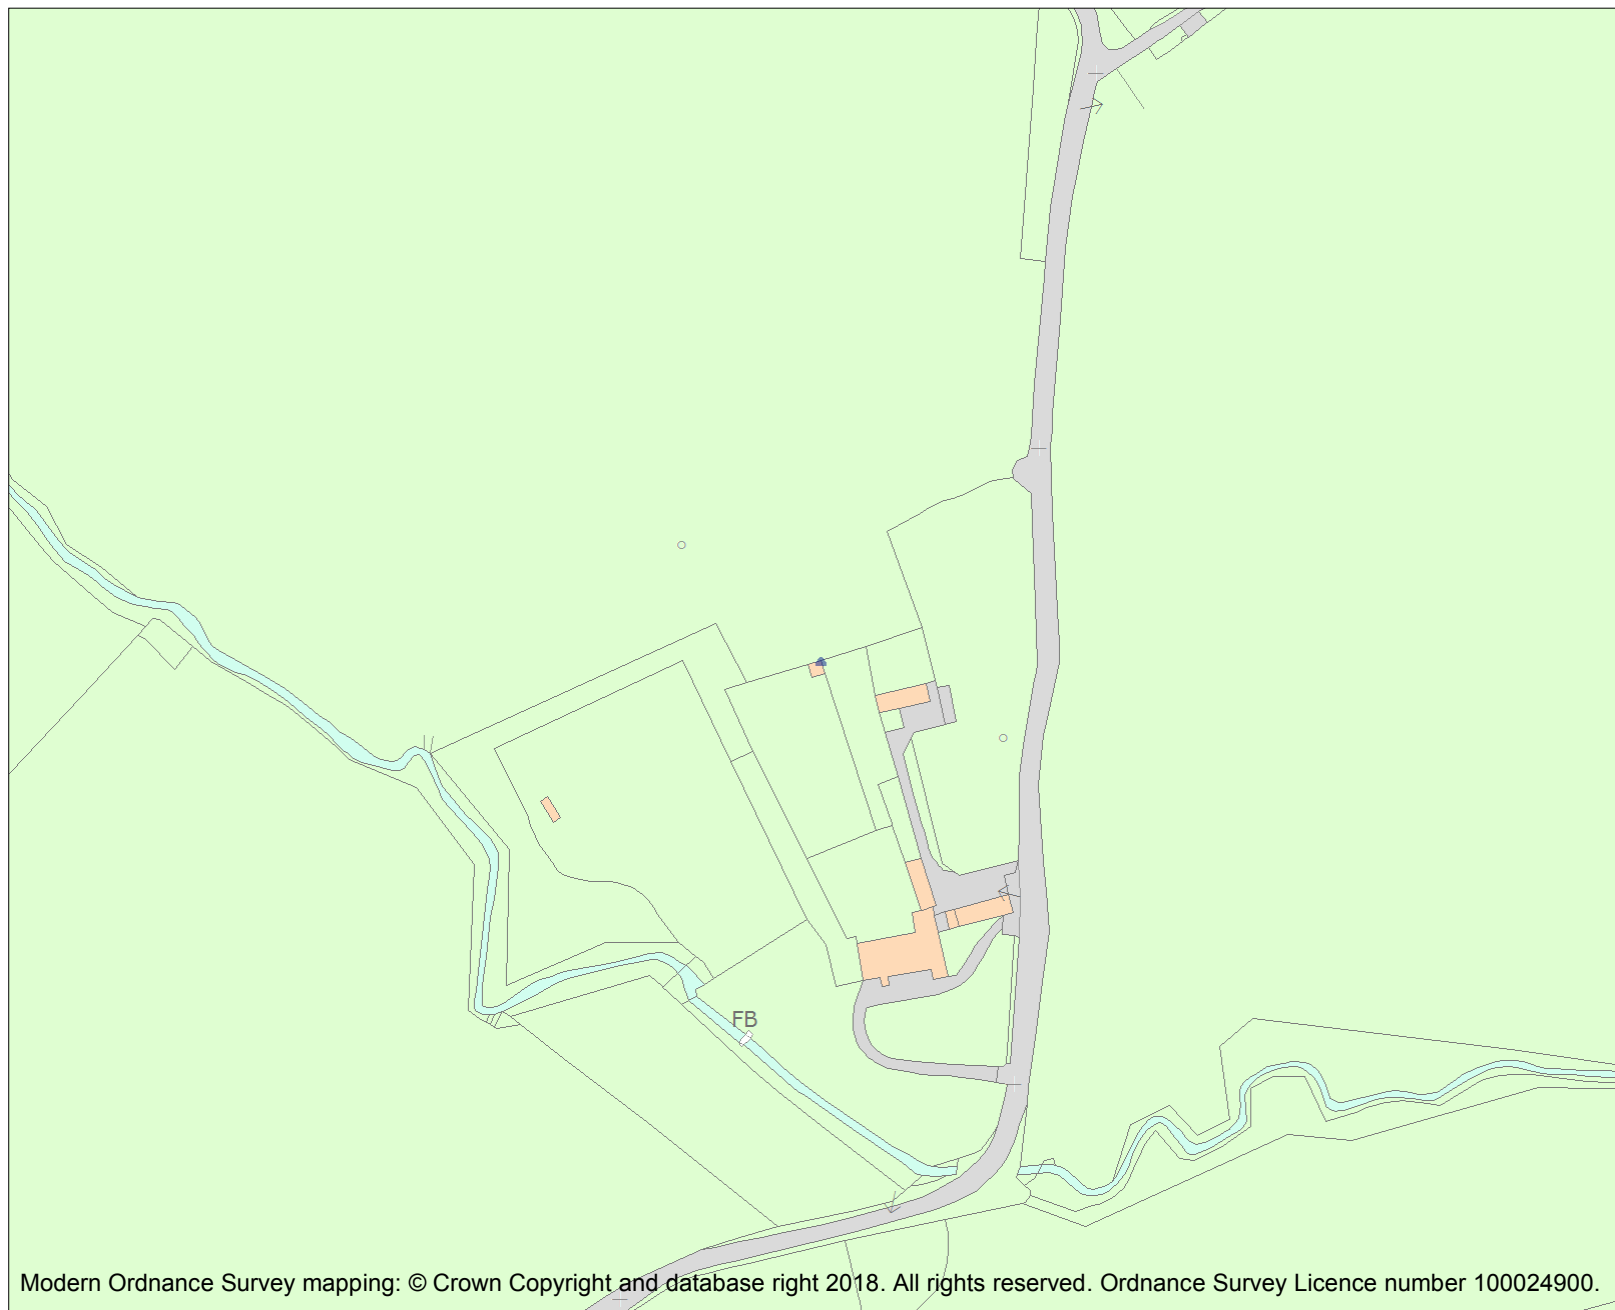 FB
Modern Ordnance Survey mapping: © Crown Copyright and database right 2018. All rights reserved. Ordnance Survey Licence number 100024900.